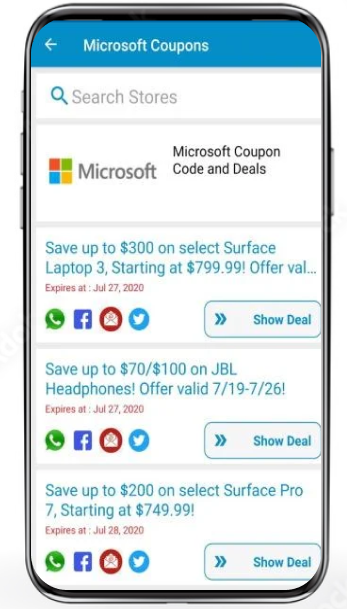 Microsoft Coupons
Search Stores
Microsoft
Microsoft Coupon
Code and Deals
Save up to $300 on select Surface
Laptop 3, Starting at $799.99! Offer val...
Expires at : Jul 27, 2020
Show Deal
Save up to $70/$100 on JBL
Headphones! Offer valid 7/19-7/26!
Expires at : Jul 27, 2020
Show Deal
Save up to $200 on select Surface Pro
7, Starting at $749.99!
Expires at : Jul 28, 2020
Show Deal